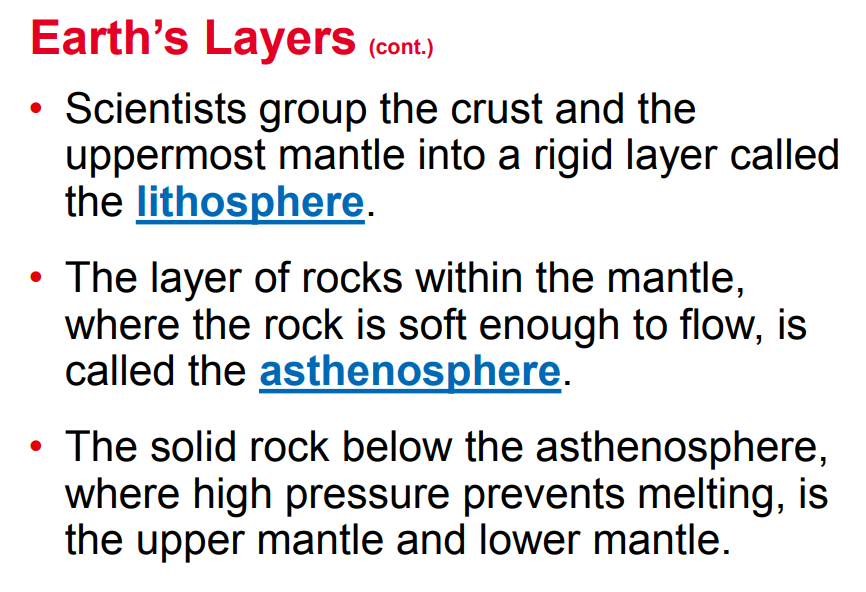 Earth’s Layers (cont.)
• Scientists group the crust and the
uppermost mantle into a rigid layer called
the lithosphere.
• The layer of rocks within the mantle,
where the rock is soft enough to flow, is
called the asthenosphere.
• The solid rock below the asthenosphere,
where high pressure prevents melting, is
the upper mantle and lower mantle.